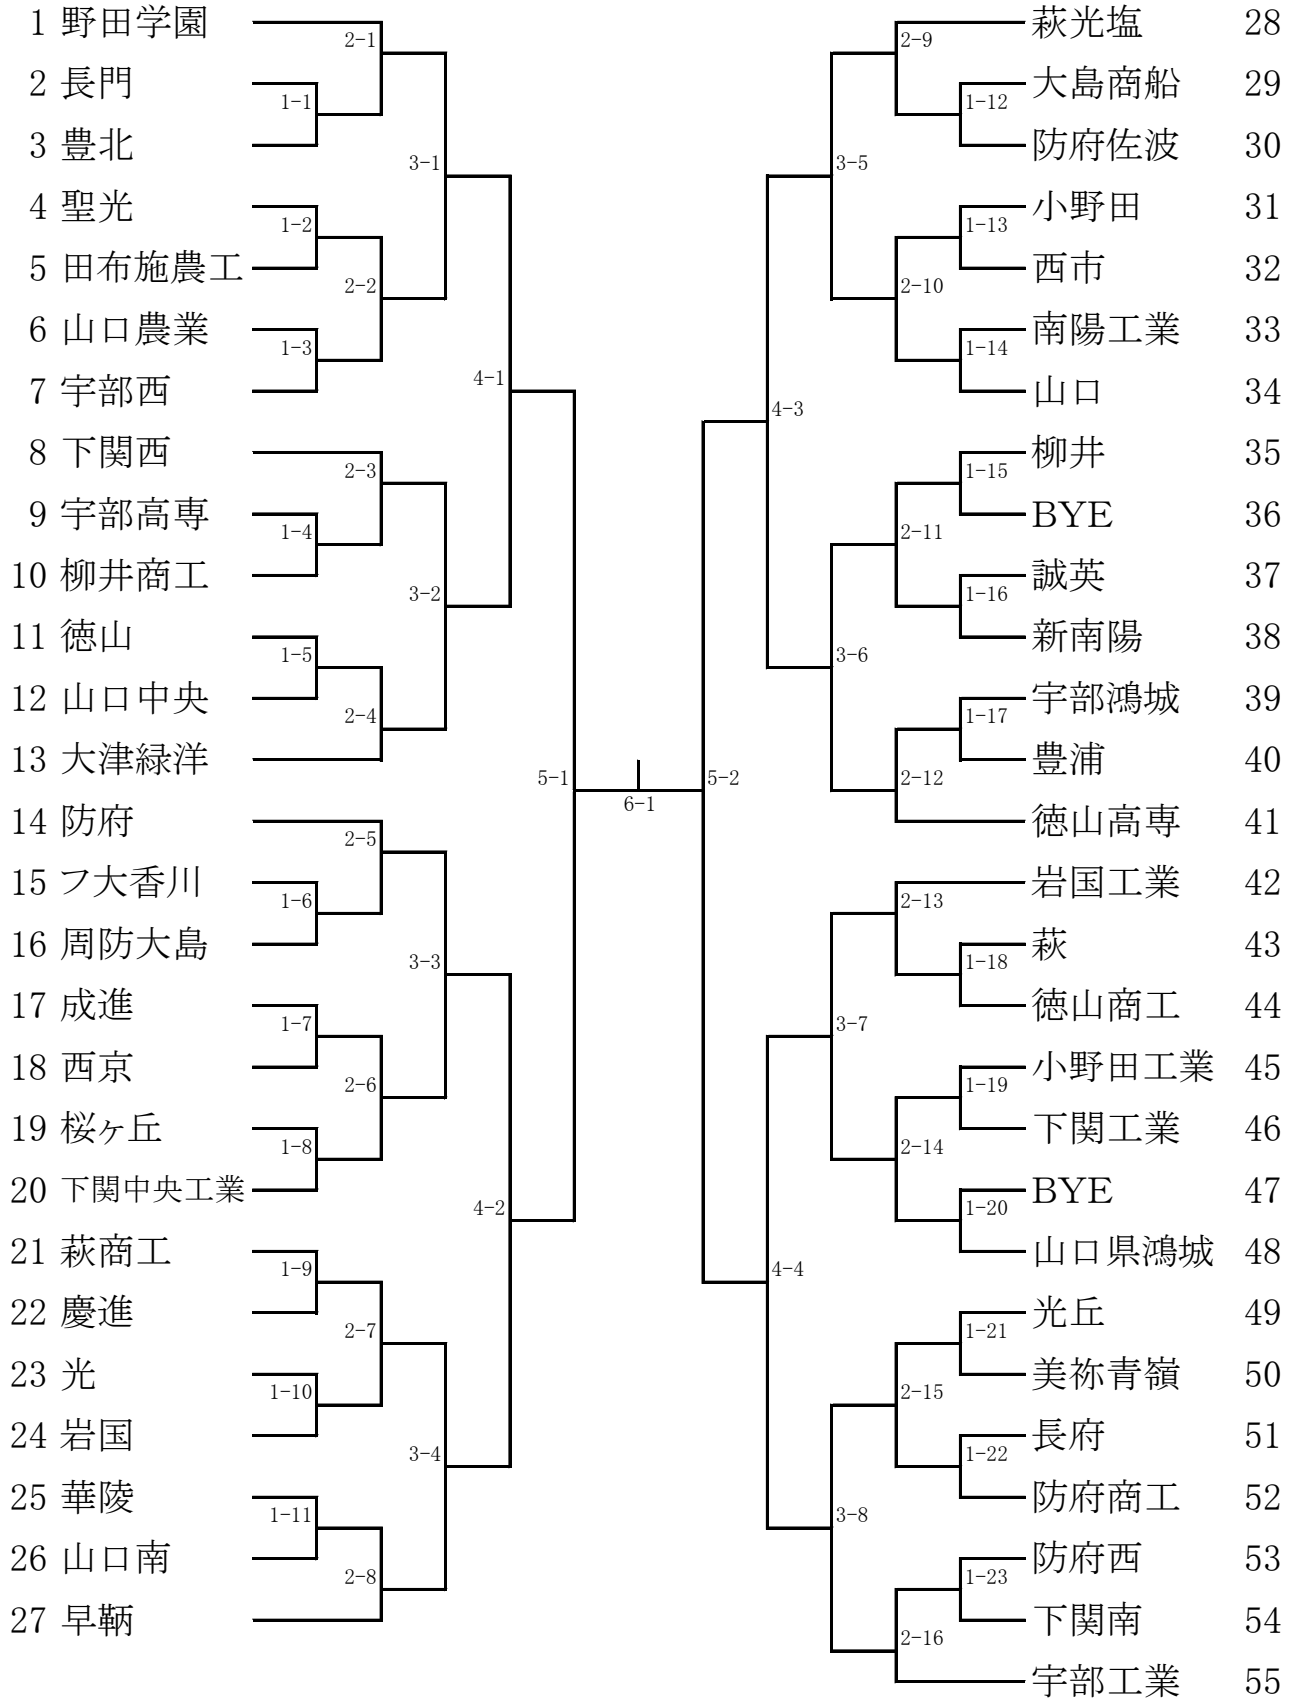 1 野田学園
2 長門
3 豊北
4 聖光
5 田布施農工
6 山口農業
7 宇部西
8 下関西
9 宇部高専
10 柳井商工
11 徳山
12 山口中央
13 大津緑洋
14 防府
15 フ大香川
16 周防大島
17 成進
18 西京
19 桜ヶ丘
20 下関中央工業
21 萩商工
22 慶進
23 光
24 岩国
25 華陵
26 山口南
27 早鞆
1-1
1-2
1-3
1-4
1-5
1-6
1-7
1-8
1-9
1-10
1-11
2-1
2-2
2-3
2-4
2-5
2-6
2-7
2-8
3-1
3-2
3-3
3-4
4-1
4-2
5-1
6-1
5-2
4-3
4-4
3-5
3-6
3-7
3-8
2-9
2-10
2-11
2-12
2-13
2-14
2-15
2-16
1-12
1-13
1-14
1-15
1-16
1-17
1-18
1-19
1-20
1-21
1-22
1-23
萩光塩 28
大島商船 29
防府佐波 30
小野田 31
西市 32
南陽工業 33
山口 34
柳井 35
BYE 36
誠英 37
新南陽 38
宇部鴻城 39
豊浦 40
徳山高専 41
岩国工業 42
萩 43
徳山商工 44
小野田工業 45
下関工業 46
BYE 47
山口県鴻城 48
光丘 49
美祢青嶺 50
長府 51
防府商工 52
防府西 53
下関南 54
宇部工業 55